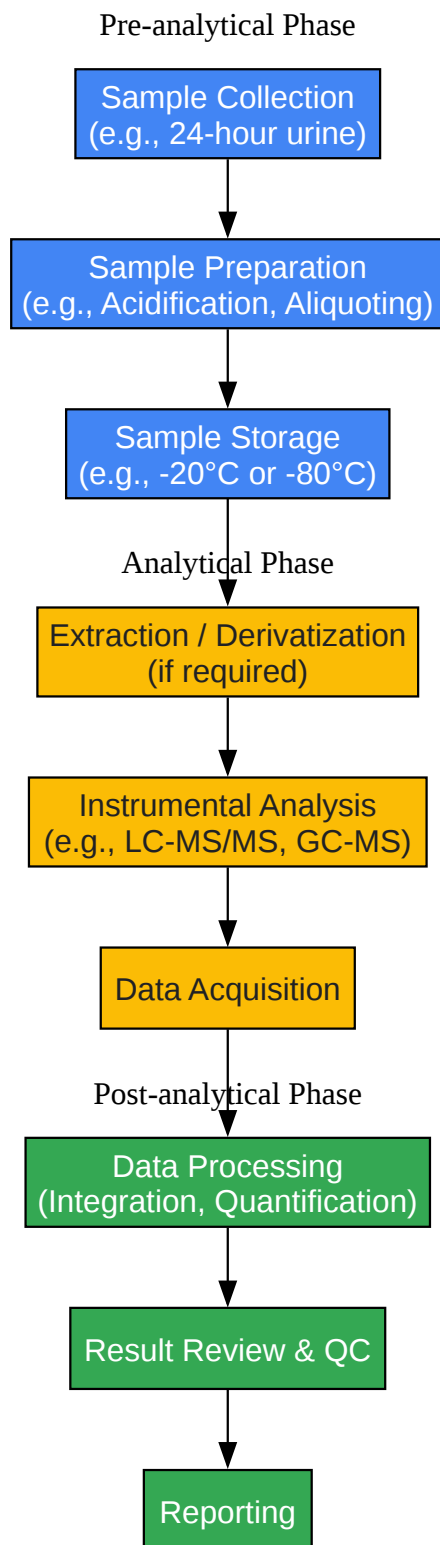 Pre-analytical Phase
Sample Collection
(e.g., 24-hour urine)
Sample Preparation
(e.g., Acidification, Aliquoting)
Sample Storage
(e.g., -20°C or -80°C)
Analytical Phase
Extraction / Derivatization
(if required)
Instrumental Analysis
(e.g., LC-MS/MS, GC-MS)
Data Acquisition
Post-analytical Phase
Data Processing
(Integration, Quantification)
Result Review & QC
Reporting